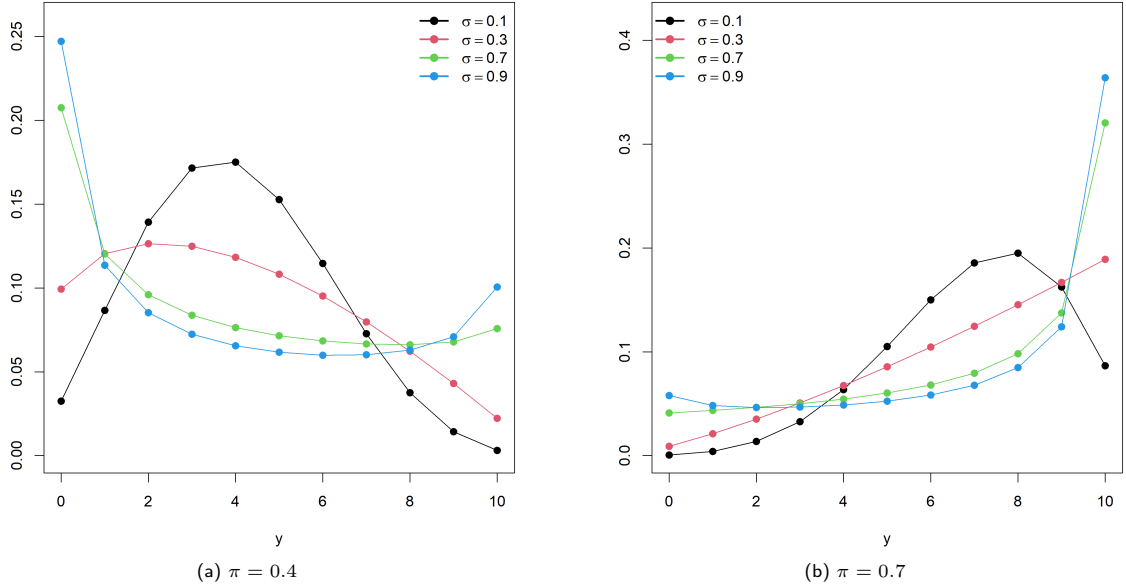 σ = 0.1
σ = 0.3
σ = 0.7
σ = 0.9
0.25
0.20
0.15
0.10
0.05
0.00
0 2 4 6 8 10
y
(a) π = 0.4
σ = 0.1
σ = 0.3
σ = 0.7
σ = 0.9
0.4
0.3
0.2
0.1
0.0
0 2 4 6 8 10
y
(b) π = 0.7